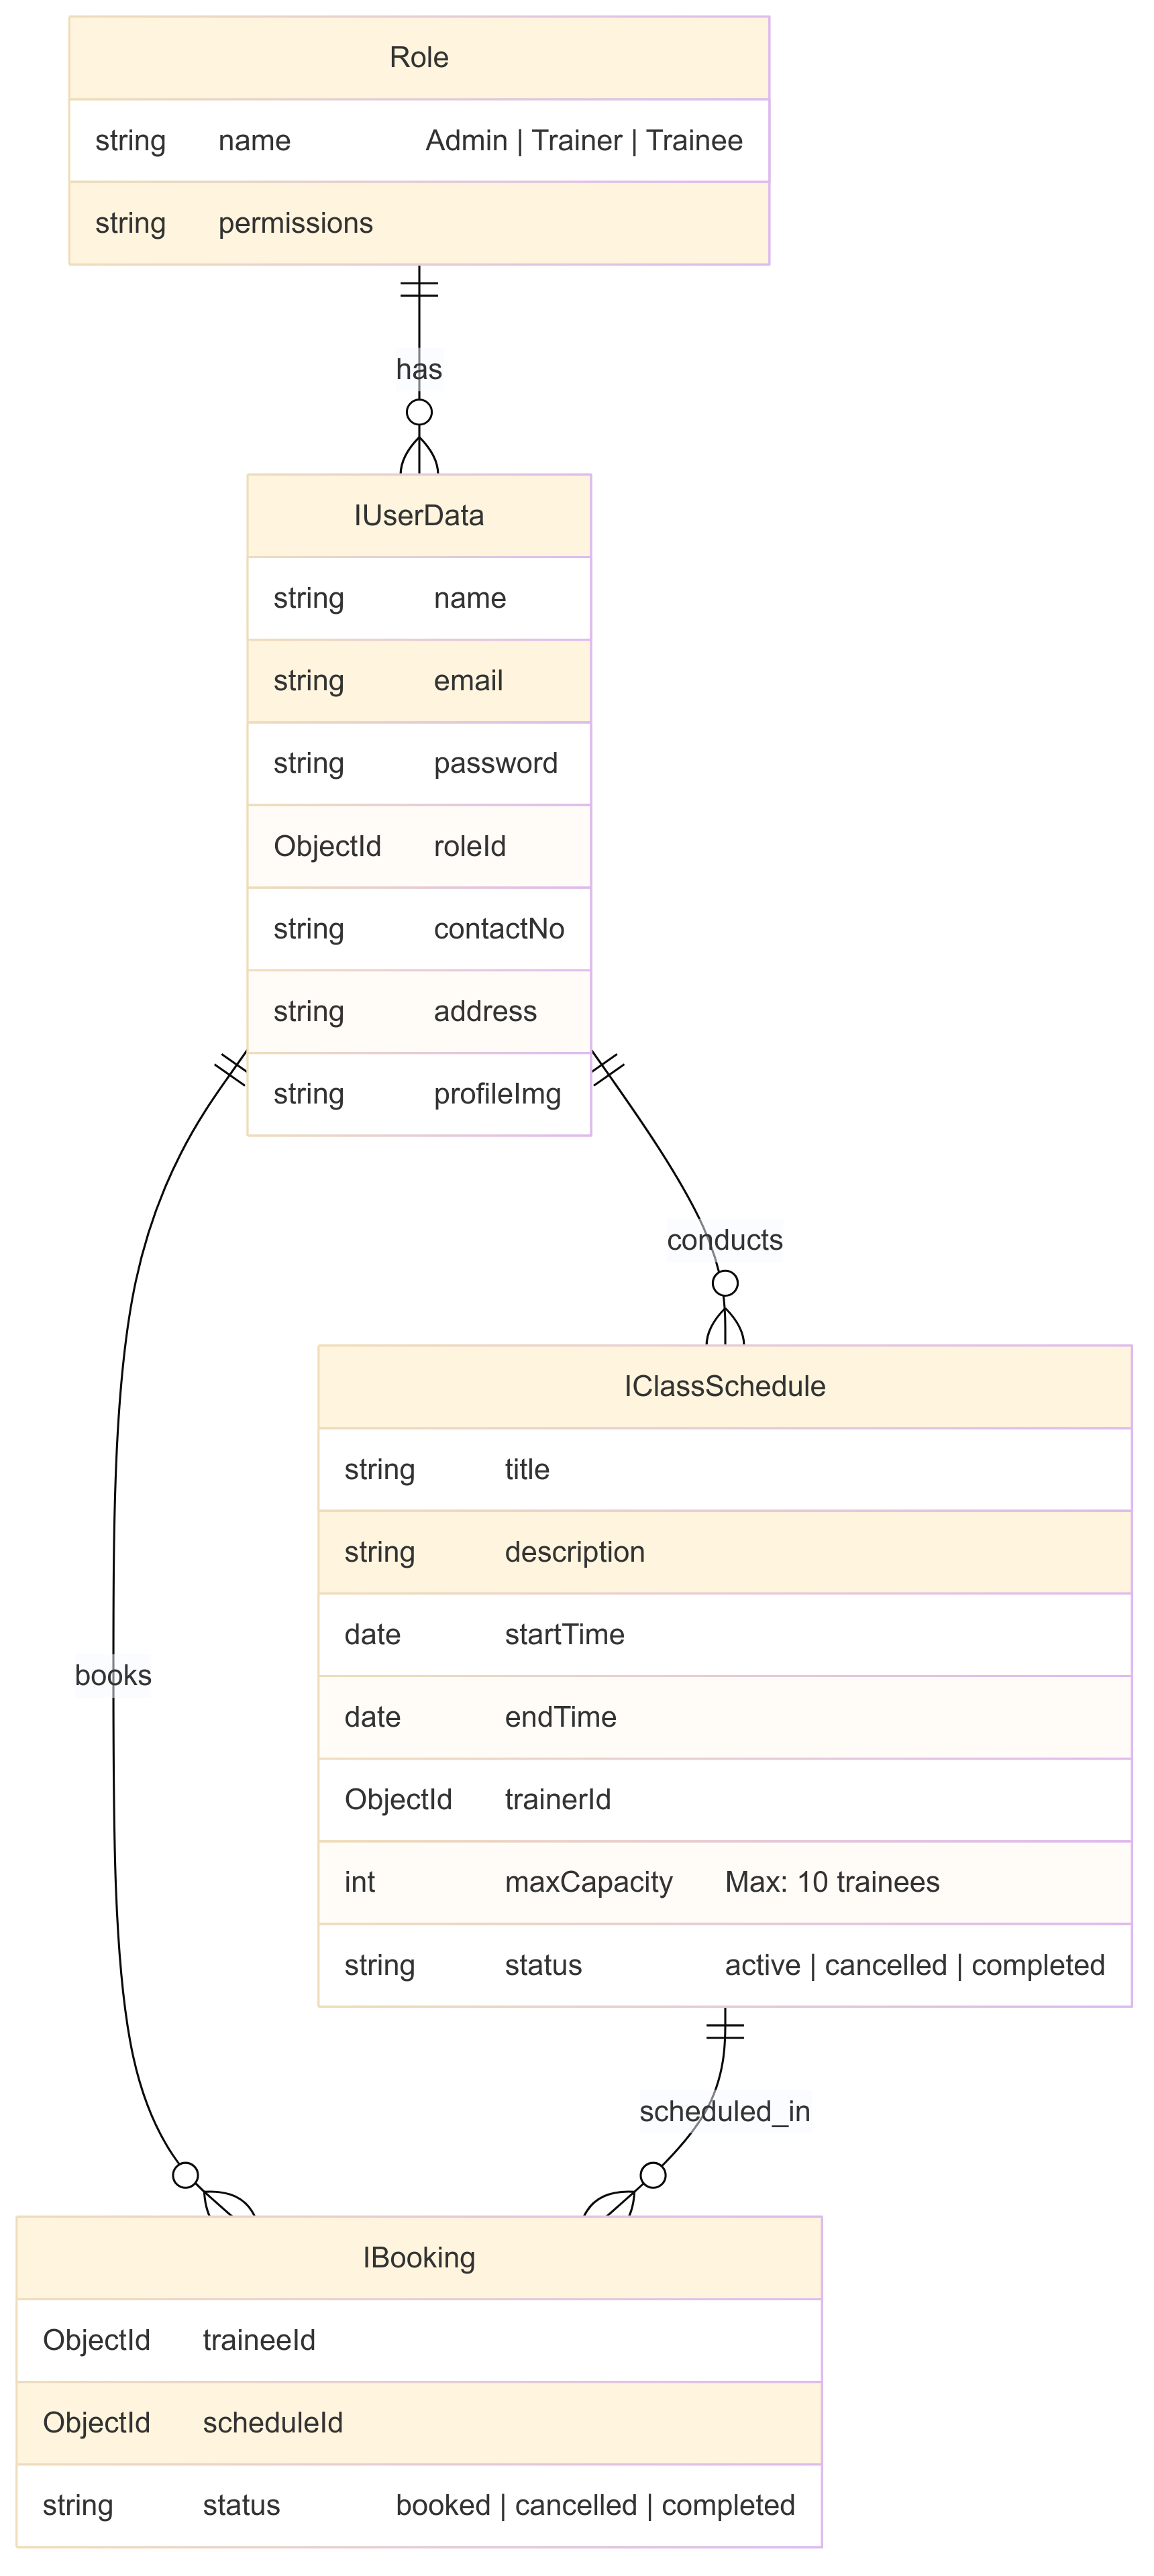 Role
string name Admin | Trainer | Trainee
string permissions
has
IUserData
string name
string email
string password
ObjectId roleId
string contactNo
string address
string profileImg
conducts
IClassSchedule
string title
string description
date startTime
books
date endTime
ObjectId trainerId
int maxCapacity Max: 10 trainees
string status active | cancelled | completed
scheduled_in
IBooking
ObjectId traineeId
ObjectId scheduleId
string status booked | cancelled | completed